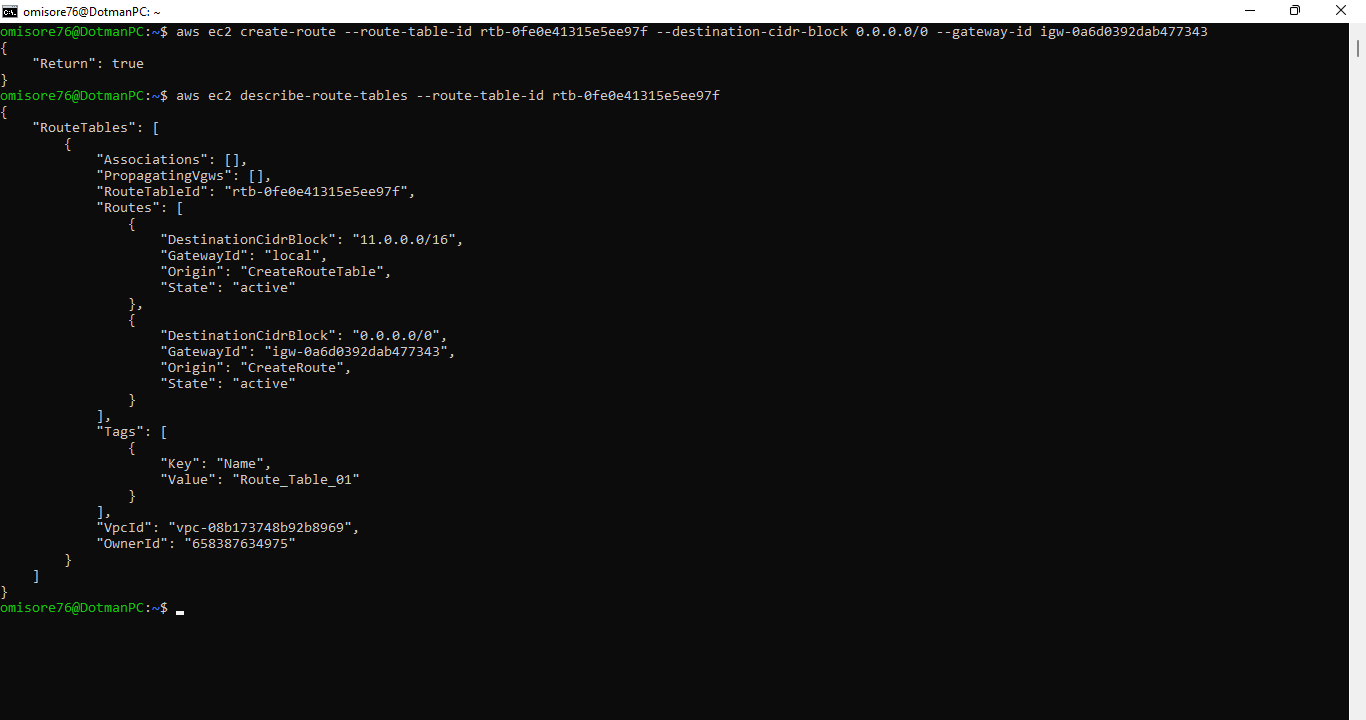 omisore76@DotmanPC: ~
omisore76@DotmanPC:~$ aws ec2 create-route --route-table-id rtb-0fe0e41315e5ee97f --destination-cidr-block 0.0.0.0/0 --gateway-id igw-0a6d0392dab477343
{
    "Return": true
}
omisore76@DotmanPC:~$ aws ec2 describe-route-tables --route-table-id rtb-0fe0e41315e5ee97f
{
    "RouteTables": [
        {
            "Associations": [],
            "PropagatingVgws": [],
            "RouteTableId": "rtb-0fe0e41315e5ee97f",
            "Routes": [
                {
                    "DestinationCidrBlock": "11.0.0.0/16",
                    "GatewayId": "local",
                    "Origin": "CreateRouteTable",
                    "State": "active"
                },
                {
                    "DestinationCidrBlock": "0.0.0.0/0",
                    "GatewayId": "igw-0a6d0392dab477343",
                    "Origin": "CreateRoute",
                    "State": "active"
                }
            ],
            "Tags": [
                {
                    "Key": "Name",
                    "Value": "Route_Table_01"
                }
            ],
            "VpcId": "vpc-08b173748b92b8969",
            "OwnerId": "658387634975"
        }
    ]
}
omisore76@DotmanPC:~$